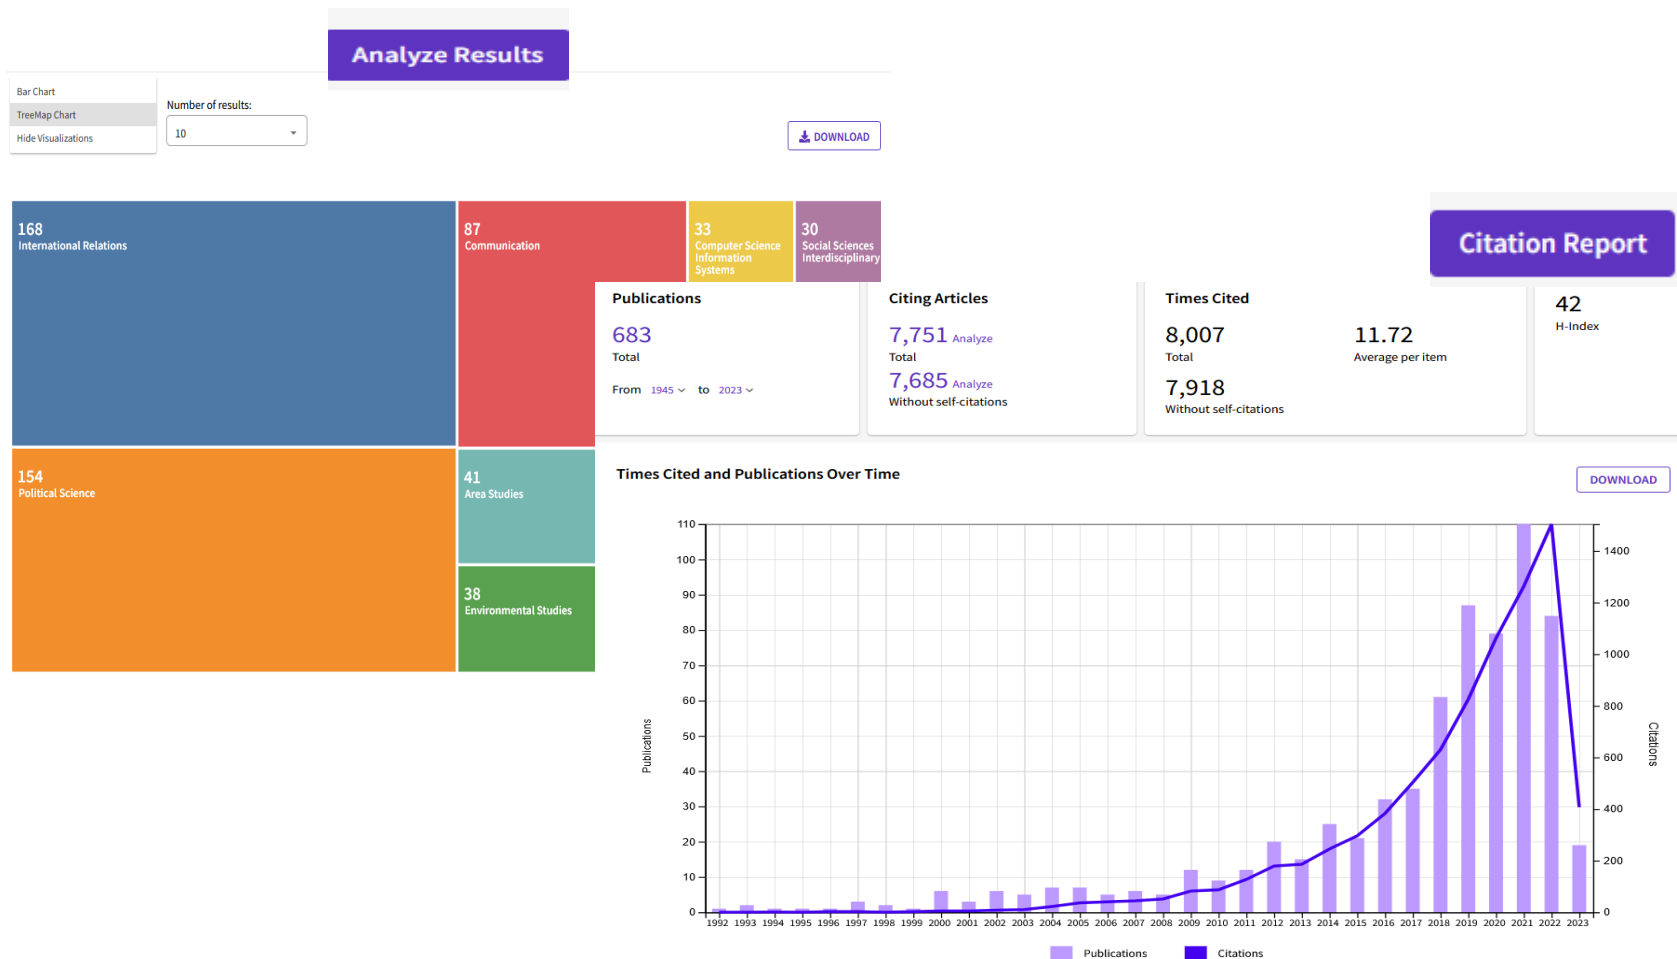 Analyze Results
Bar Chart
TreeMap Chart
Hide Visualizations
Number of results:
10
DOWNLOAD
168
International Relations
87
Communication
33
Computer Science
Information
Systems
30
Social Sciences
Interdisciplinary
154
Political Science
41
Area Studies
38
Environmental Studies
Citation Report
Publications
683
Total
From 1945 to 2023
Citing Articles
7,751 Analyze
Total
7,685 Analyze
Without self-citations
Times Cited
8,007
Total
7,918
Without self-citations
11.72
Average per item
42
H-Index
Times Cited and Publications Over Time
DOWNLOAD
110
100
90
80
70
60
50
40
30
20
10
0
Publications
1400
1200
1000
800
600
400
200
0
Citations
1992 1993 1994 1995 1996 1997 1998 1999 2000 2001 2002 2003 2004 2005 2006 2007 2008 2009 2010 2011 2012 2013 2014 2015 2016 2017 2018 2019 2020 2021 2022 2023
Publications Citations